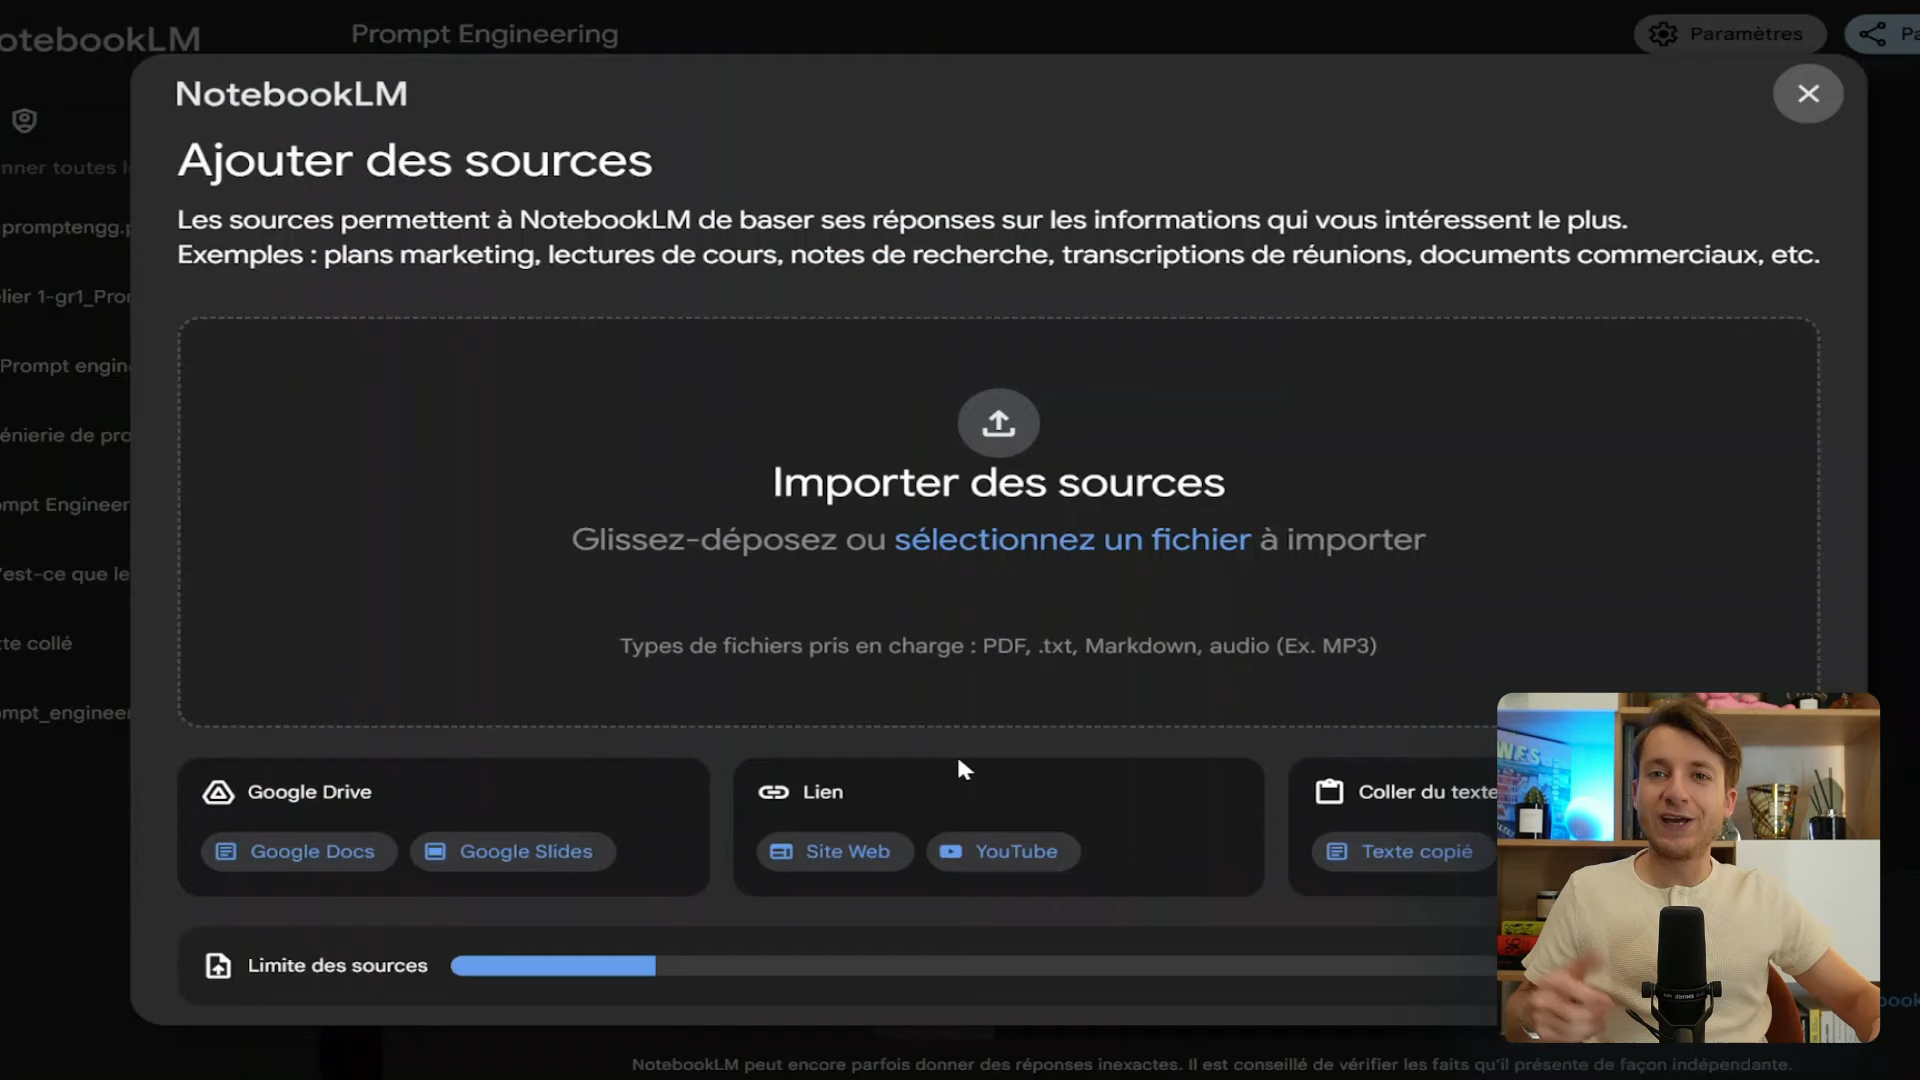 otebookLM
Prompt Engineering
Paramètres
Pa
NotebookLM
Ajouter des sources
Les sources permettent à NotebookLM de baser ses réponses sur les informations qui vous intéressent le plus.
Exemples : plans marketing, lectures de cours, notes de recherche, transcriptions de réunions, documents commerciaux, etc.
nner toutes l
promptengg.p
lier 1-gr1_Pror
Prompt engin
énierie de pro
mpt Engineer
'est-ce que le
te collé
mpt_engineer
Importer des sources
Glissez-déposez ou sélectionnez un fichier à importer
Types de fichiers pris en charge : PDF, .txt, Markdown, audio (Ex. MP3)
Google Drive
Google Docs
Google Slides
Lien
Site Web
YouTube
Coller du texte
Texte copié
Limite des sources
book
NotebookLM peut encore parfois donner des réponses inexactes. Il est conseillé de vérifier les faits qu'il présente de façon indépendante.